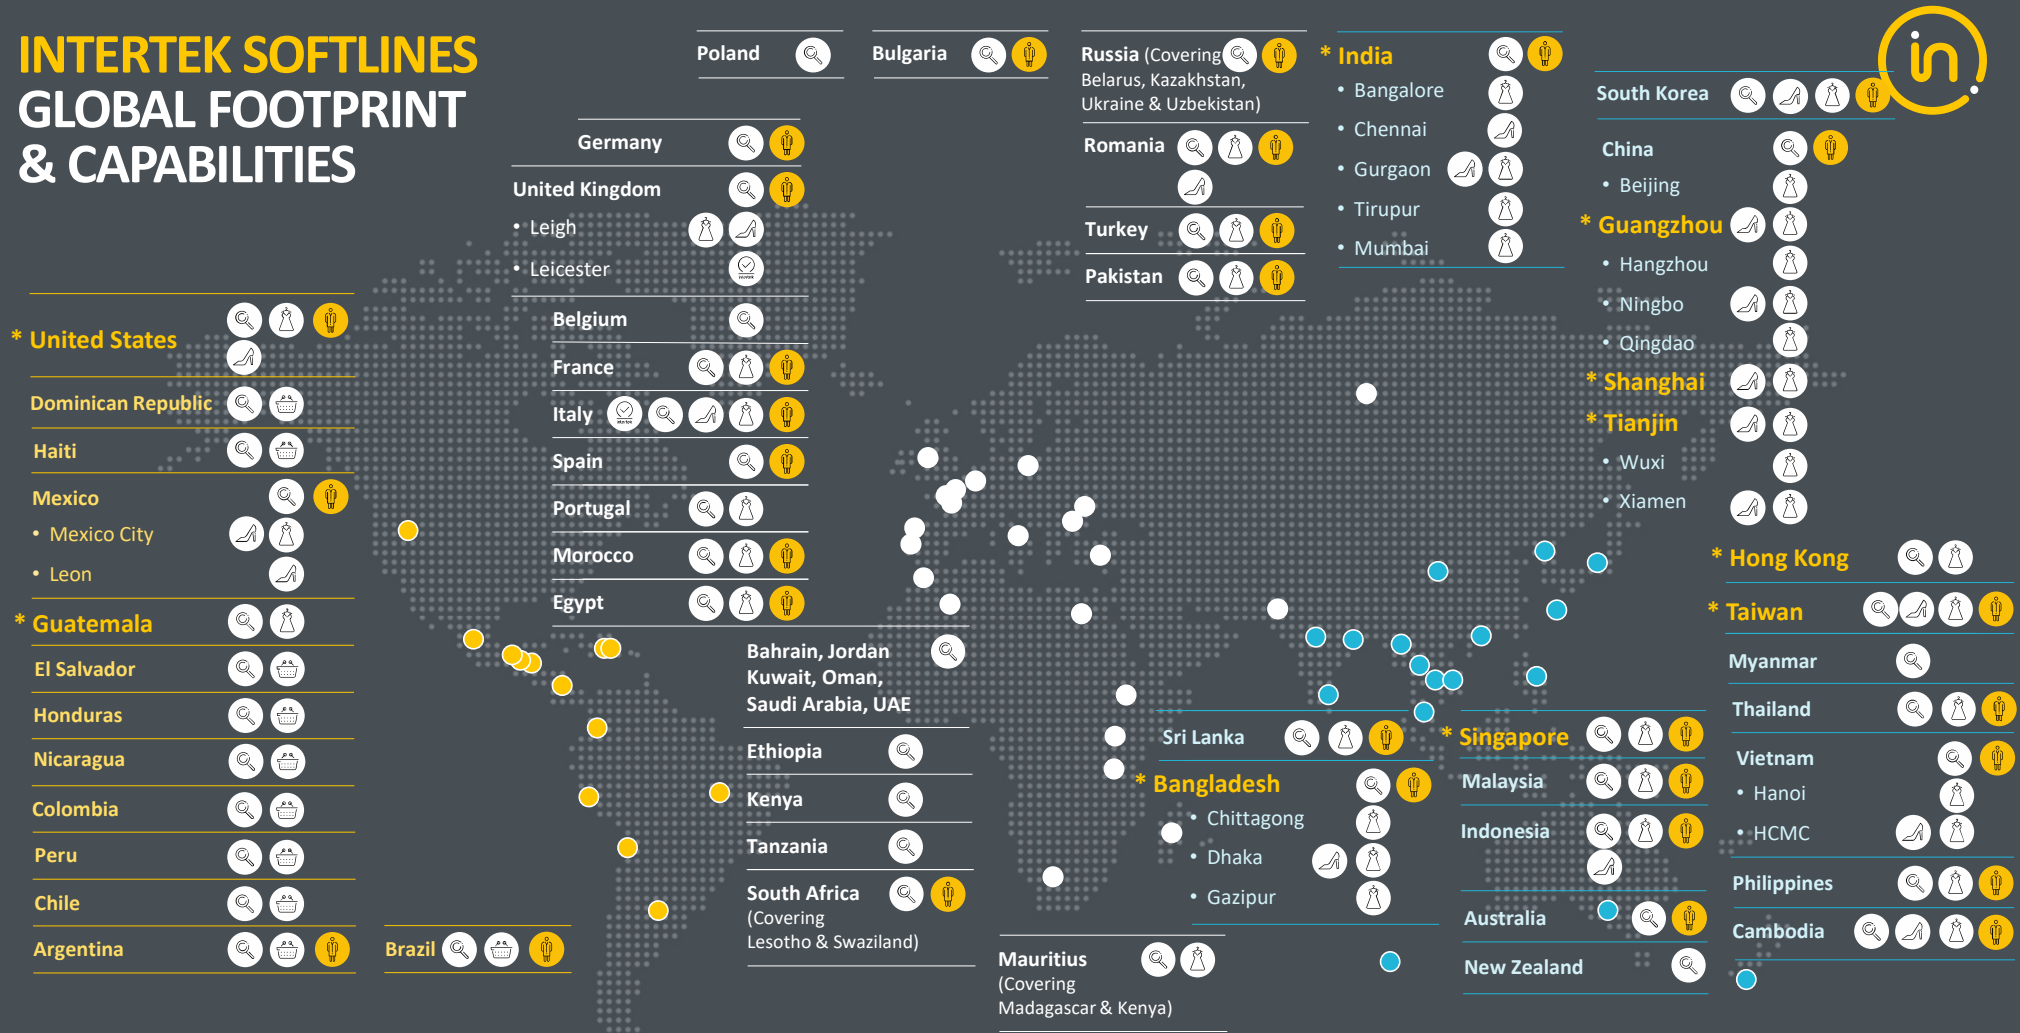 INTERTEK SOFTLINES
GLOBAL FOOTPRINT
& CAPABILITIES
in
Poland
Bulgaria
Russia (Covering
Belarus, Kazakhstan,
Ukraine & Uzbekistan)
Germany
United Kingdom
• Leigh
• Leicester
Belgium
France
Italy
Spain
Portugal
Morocco
Egypt
Romania
Turkey
Pakistan
* India
• Bangalore
• Chennai
• Gurgaon
• Tirupur
• Mumbai
South Korea
China
• Beijing
* Guangzhou
• Hangzhou
• Ningbo
• Qingdao
* Shanghai
* Tianjin
• Wuxi
• Xiamen
* United States
Dominican Republic
Haiti
Mexico
• Mexico City
• Leon
* Guatemala
El Salvador
Honduras
Nicaragua
Colombia
Peru
Chile
Argentina
Brazil
Bahrain, Jordan
Kuwait, Oman,
Saudi Arabia, UAE
Ethiopia
Kenya
Tanzania
South Africa
(Covering
Lesotho & Swaziland)
Mauritius
(Covering
Madagascar & Kenya)
Sri Lanka
* Bangladesh
• Chittagong
• Dhaka
• Gazipur
* Singapore
Malaysia
Indonesia
Australia
New Zealand
* Hong Kong
* Taiwan
Myanmar
Thailand
Vietnam
• Hanoi
• HCMC
Philippines
Cambodia